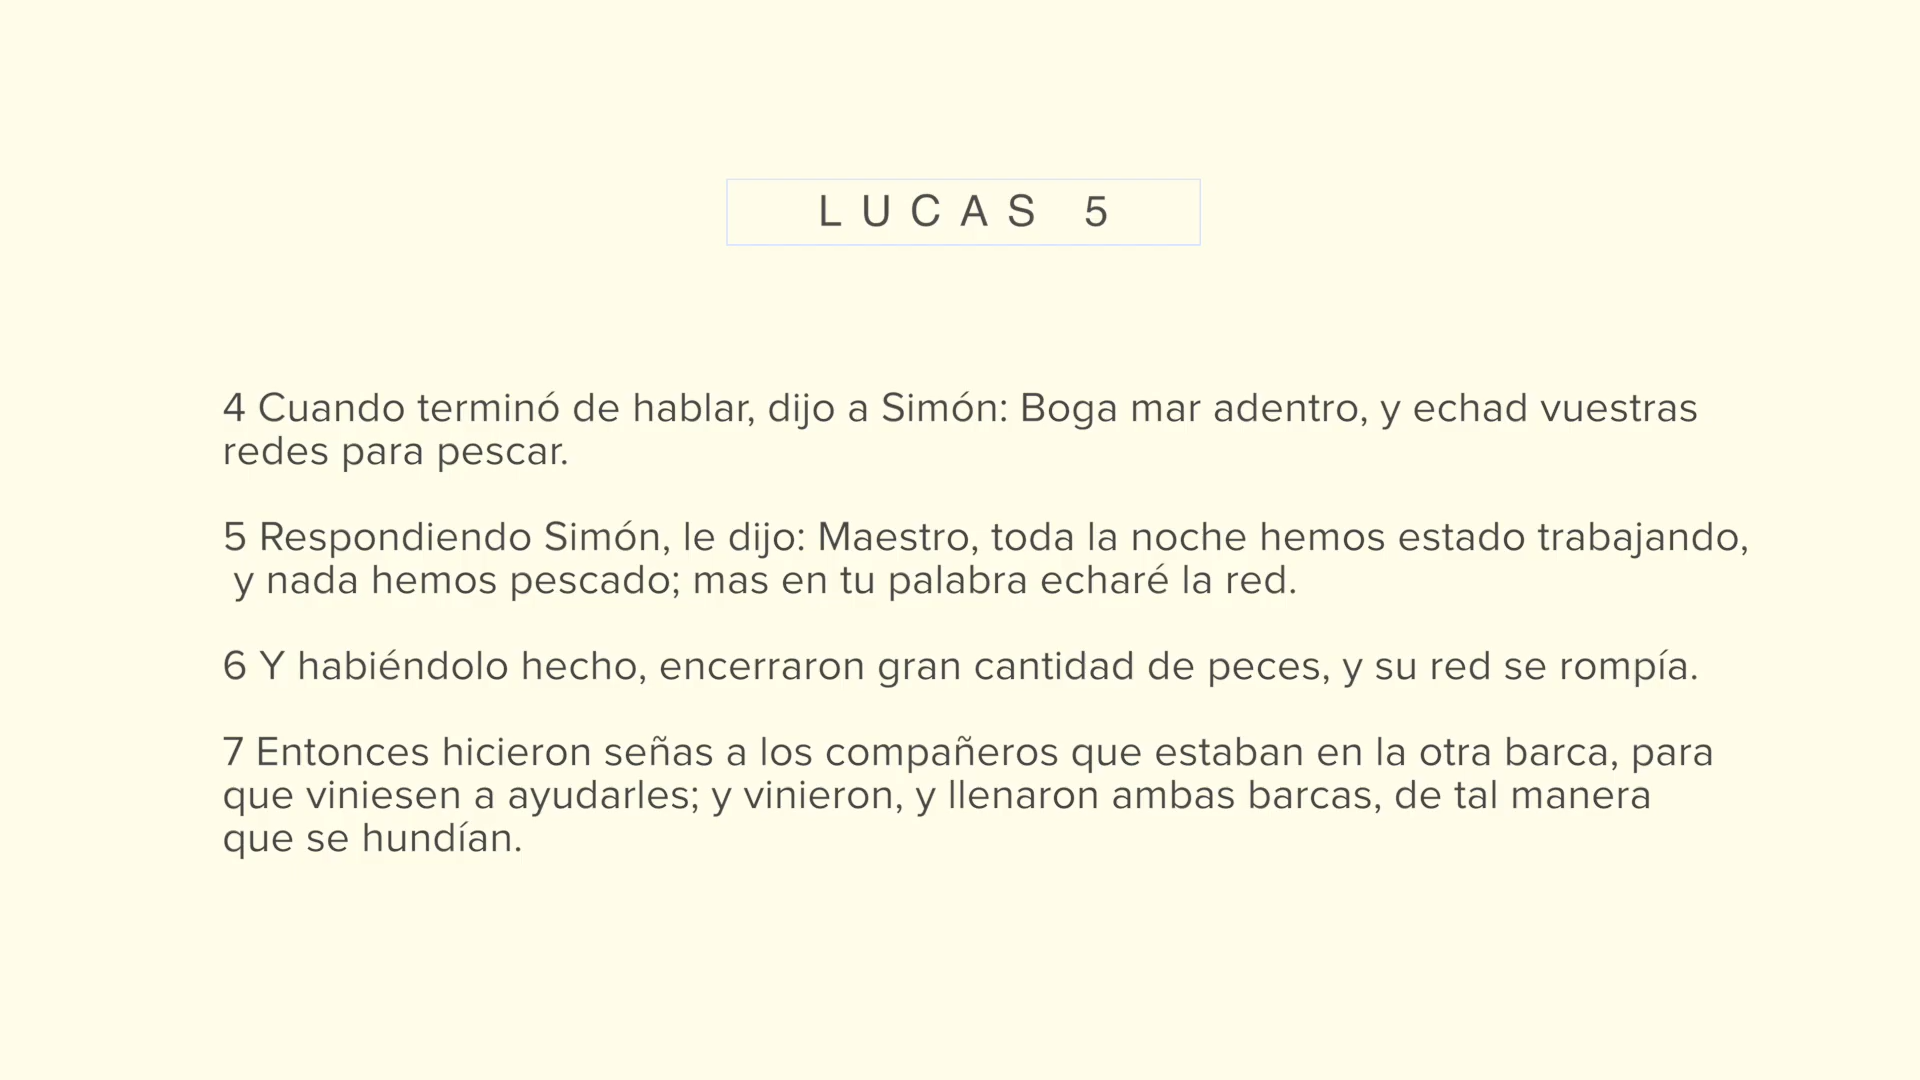 LUCAS 5
4 Cuando terminó de hablar, dijo a Simón: Boga mar adentro, y echad vuestras
redes para pescar.
5 Respondiendo Simón, le dijo: Maestro, toda la noche hemos estado trabajando,
y nada hemos pescado; mas en tu palabra echaré la red.
6 Y habiéndolo hecho, encerraron gran cantidad de peces, y su red se rompía.
7 Entonces hicieron señas a los compañeros que estaban en la otra barca, para
que viniesen a ayudarles; y vinieron, y llenaron ambas barcas, de tal manera
que se hundían.